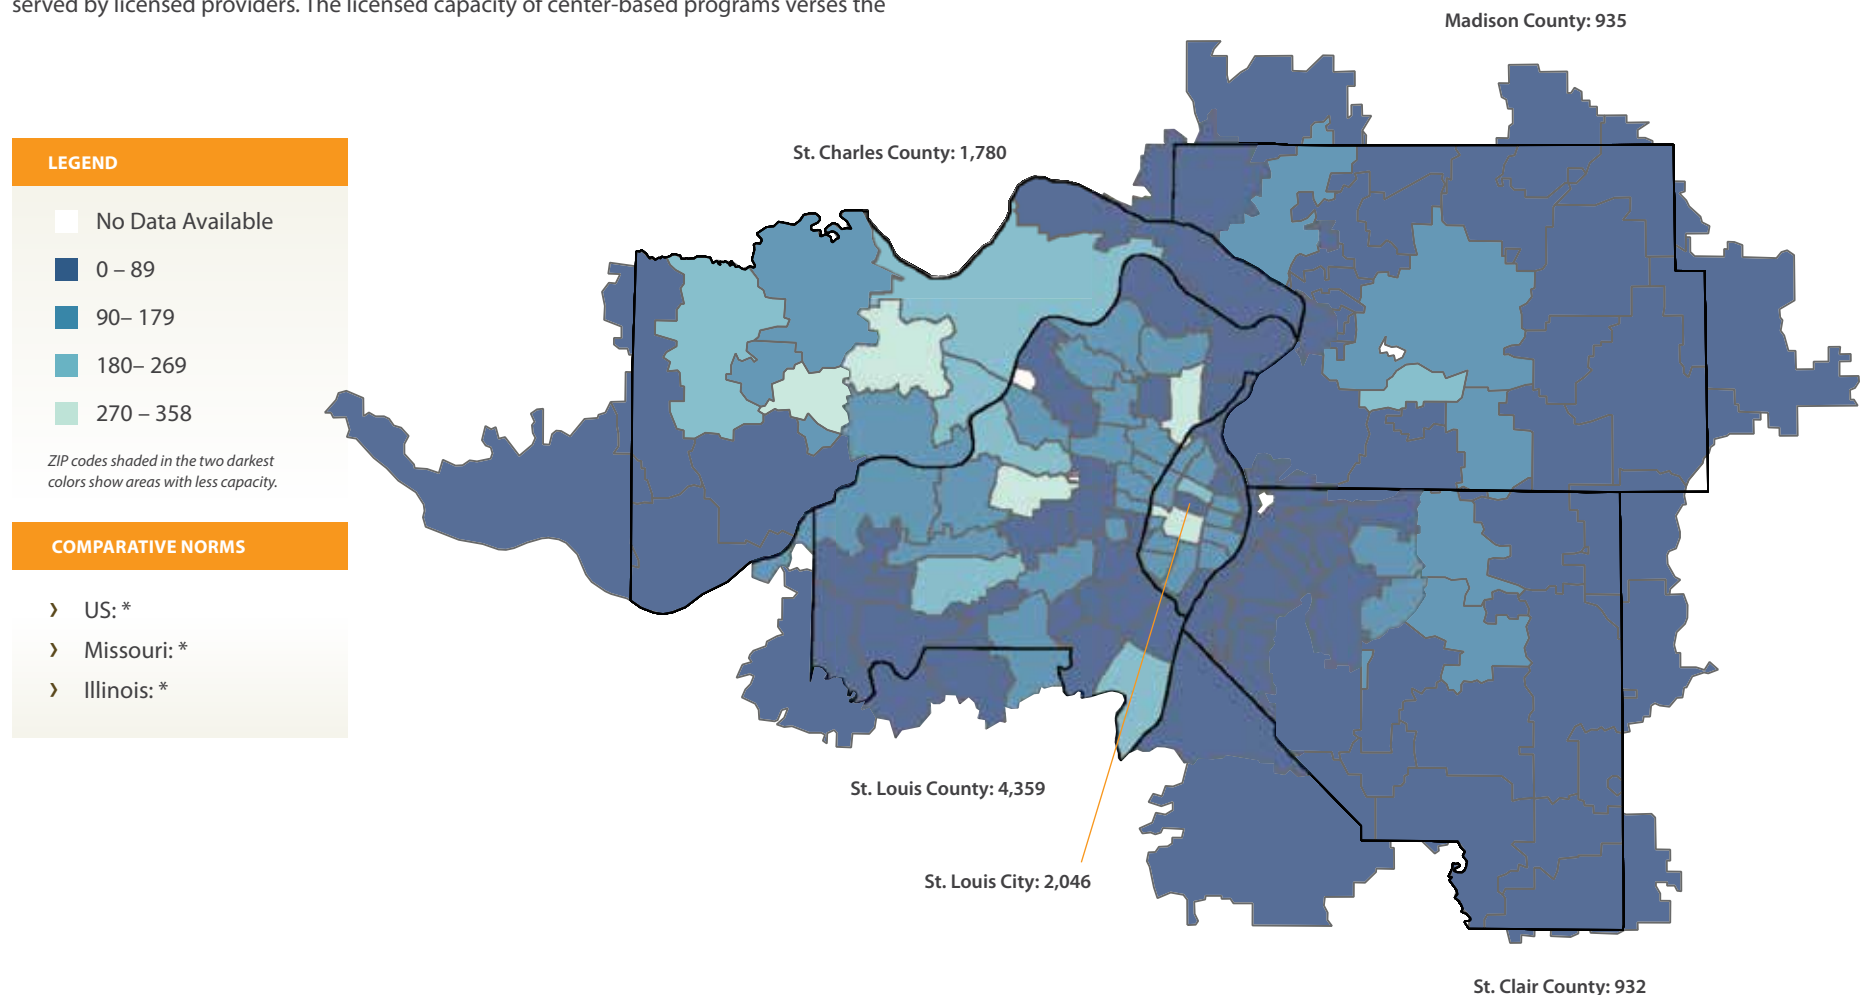 served by licensed providers. The licensed capacity of center-based programs verses the
Madison County: 935
St. Charles County: 1,780
LEGEND
No Data Available
0 – 89
90– 179
180– 269
270 – 358
ZIP codes shaded in the two darkest
colors show areas with less capacity.
COMPARATIVE NORMS
› US: *
› Missouri: *
› Illinois: *
St. Louis County: 4,359
St. Louis City: 2,046
St. Clair County: 932